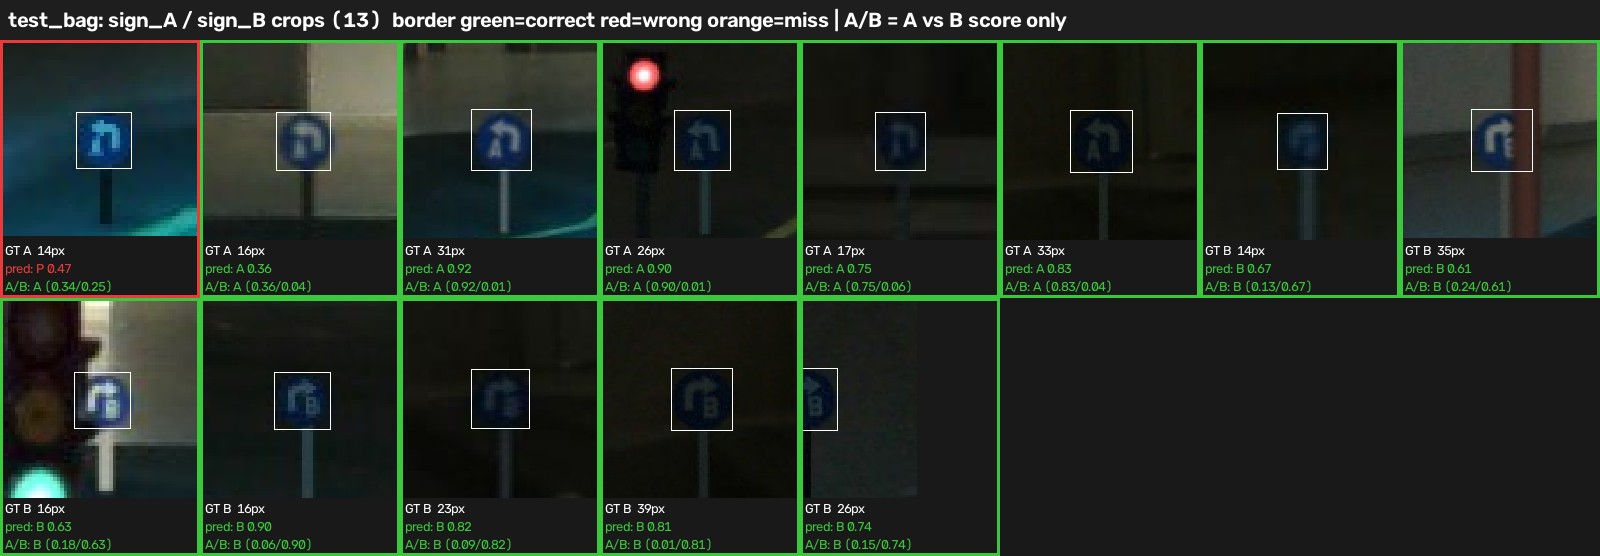 test_bag: sign_A / sign_B crops (13) border green=correct red=wrong orange=miss | A/B = A vs B score only
A
A
A
A
B
GT A 14px
pred: P 0.47
A/B: A (0.34/0.25)
GT A 16px
pred: A 0.36
A/B: A (0.36/0.04)
GT A 31px
pred: A 0.92
A/B: A (0.92/0.01)
GT A 26px
pred: A 0.90
A/B: A (0.90/0.01)
GT A 17px
pred: A 0.75
A/B: A (0.75/0.06)
GT A 33px
pred: A 0.83
A/B: A (0.83/0.04)
GT B 14px
pred: B 0.67
A/B: B (0.13/0.67)
GT B 35px
pred: B 0.61
A/B: B (0.24/0.61)
B
B
B
B
B
GT B 16px
pred: B 0.63
A/B: B (0.18/0.63)
GT B 16px
pred: B 0.90
A/B: B (0.06/0.90)
GT B 23px
pred: B 0.82
A/B: B (0.09/0.82)
GT B 39px
pred: B 0.81
A/B: B (0.01/0.81)
GT B 26px
pred: B 0.74
A/B: B (0.15/0.74)